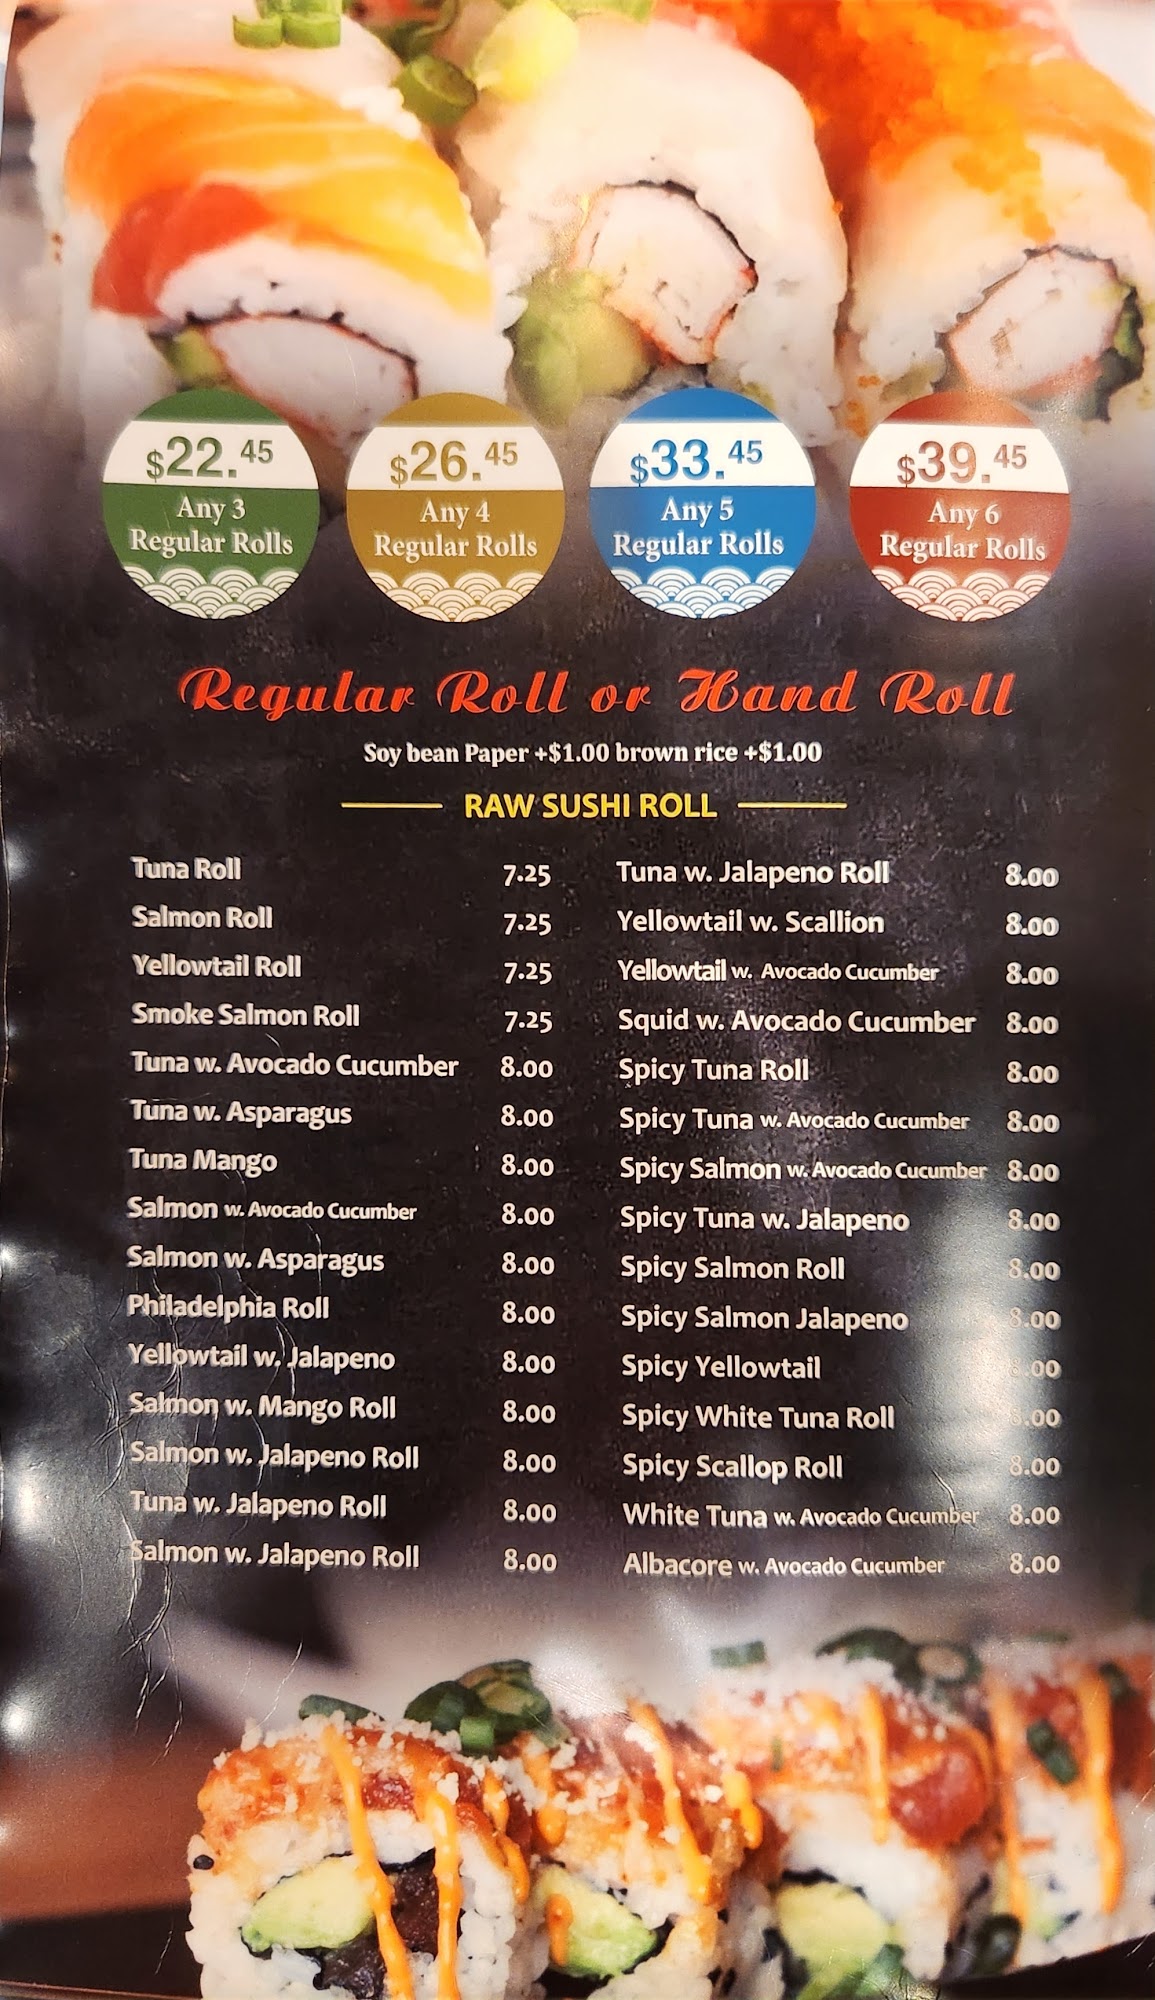 $22.45
Any 3
Regular Rolls
$26.45
Any 4
Regular Rolls
$33.45
Any 5
Regular Rolls
$39.45
Any 6
Regular Rolls
Regular Roll or Hand Roll
Soy bean Paper +$1.00 brown rice +$1.00
RAW SUSHI ROLL
Tuna Roll 7.25
Salmon Roll 7.25
Yellowtail Roll 7.25
Smoke Salmon Roll 7.25
Tuna w. Avocado Cucumber 8.00
Tuna w. Asparagus 8.00
Tuna Mango 8.00
Salmon w. Avocado Cucumber 8.00
Salmon w. Asparagus 8.00
Philadelphia Roll 8.00
Yellowtail w. Jalapeno 8.00
Salmon w. Mango Roll 8.00
Salmon w. Jalapeno Roll 8.00
Tuna w. Jalapeno Roll 8.00
Salmon w. Jalapeno Roll 8.00
Tuna w. Jalapeno Roll 8.00
Yellowtail w. Scallion 8.00
Yellowtail w. Avocado Cucumber 8.00
Squid w. Avocado Cucumber 8.00
Spicy Tuna Roll 8.00
Spicy Tuna w. Avocado Cucumber 8.00
Spicy Salmon w. Avocado Cucumber 8.00
Spicy Tuna w. Jalapeno 8.00
Spicy Salmon Roll 8.00
Spicy Salmon Jalapeno 8.00
Spicy Yellowtail 8.00
Spicy White Tuna Roll 8.00
Spicy Scallop Roll 8.00
White Tuna w. Avocado Cucumber 8.00
Albacore w. Avocado Cucumber 8.00